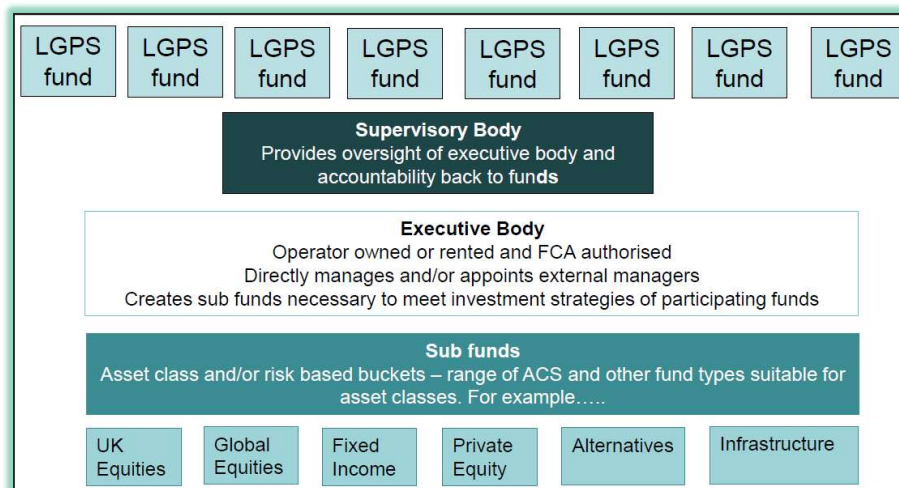 LGPS fund
LGPS fund
LGPS fund
LGPS fund
LGPS fund
LGPS fund
LGPS fund
LGPS fund
Supervisory Body
Provides oversight of executive body and
accountability back to funds
Executive Body
Operator owned or rented and FCA authorised
Directly manages and/or appoints external managers
Creates sub funds necessary to meet investment strategies of participating funds
Sub funds
Asset class and/or risk based buckets – range of ACS and other fund types suitable for
asset classes. For example…..
UK
Equities
Global
Equities
Fixed
Income
Private
Equity
Alternatives
Infrastructure